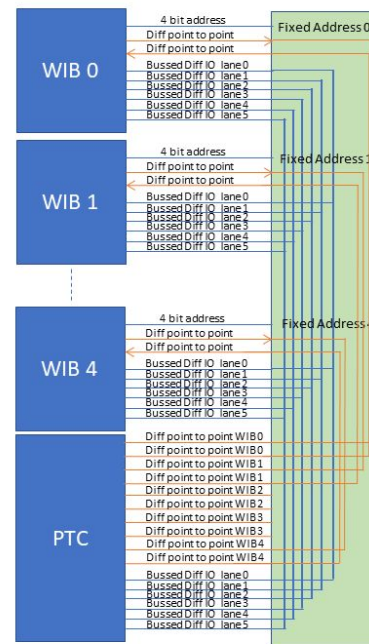 4 bit address
Fixed Address 0
Diff point to point
Diff point to point
WIB 0
Bussed Diff IO lane0
Bussed Diff IO lane1
Bussed Diff IO lane2
Bussed Diff IO lane3
Bussed Diff IO lane4
Bussed Diff IO lane5
4 bit address
Fixed Address 1
Diff point to point
Diff point to point
WIB 1
Bussed Diff IO lane0
Bussed Diff IO lane1
Bussed Diff IO lane2
Bussed Diff IO lane3
Bussed Diff IO lane4
Bussed Diff IO lane5
4 bit address
Fixed Address 4
Diff point to point
Diff point to point
WIB 4
Bussed Diff IO lane0
Bussed Diff IO lane1
Bussed Diff IO lane2
Bussed Diff IO lane3
Bussed Diff IO lane4
Bussed Diff IO lane5
Diff point to point WIB0
Diff point to point WIB0
Diff point to point WIB1
Diff point to point WIB1
Diff point to point WIB2
Diff point to point WIB2
Diff point to point WIB3
Diff point to point WIB3
Diff point to point WIB4
Diff point to point WIB4
PTC
Bussed Diff IO lane0
Bussed Diff IO lane1
Bussed Diff IO lane2
Bussed Diff IO lane3
Bussed Diff IO lane4
Bussed Diff IO lane5